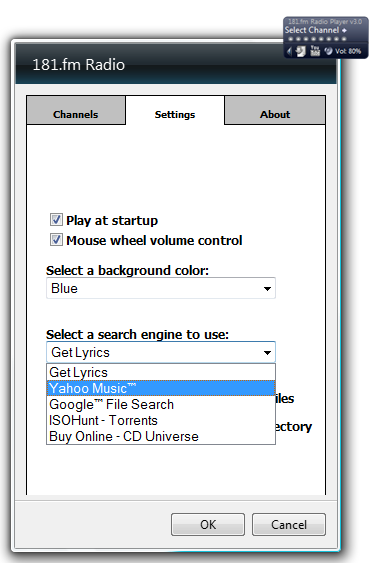 181.fm Radio Player v3.0
Select Channel
You
Vol: 80%
181.fm Radio
Channels
Settings
About
Play at startup
Mouse wheel volume control
Select a background color:
Blue
Select a search engine to use:
Get Lyrics
Get Lyrics
Yahoo Music™
Google™ File Search
ISOHunt - Torrents
Buy Online - CD Universe
iles
ectory
OK
Cancel